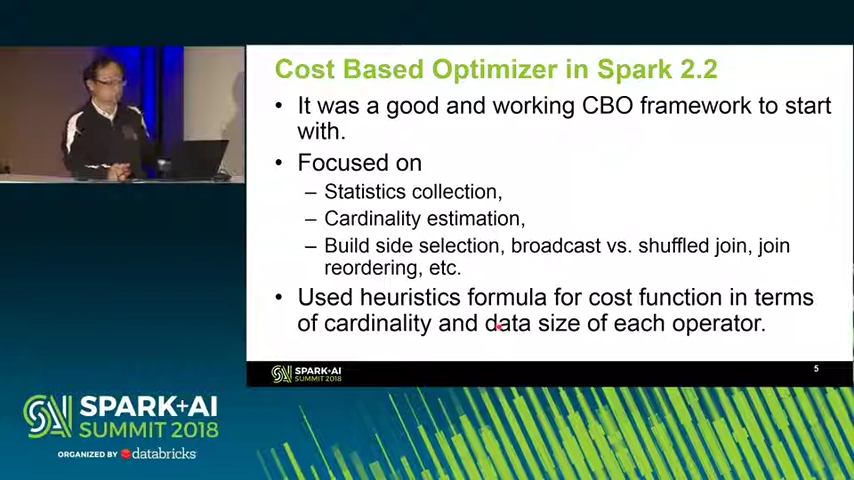 Cost Based Optimizer in Spark 2.2
• It was a good and working CBO framework to start
with.
• Focused on
– Statistics collection,
– Cardinality estimation,
– Build side selection, broadcast vs. shuffled join, join
reordering, etc.
• Used heuristics formula for cost function in terms
of cardinality and data size of each operator.
SPARK+AI
SUMMIT 2018
5
SPARK+AI
SUMMIT 2018
ORGANIZED BY databricks